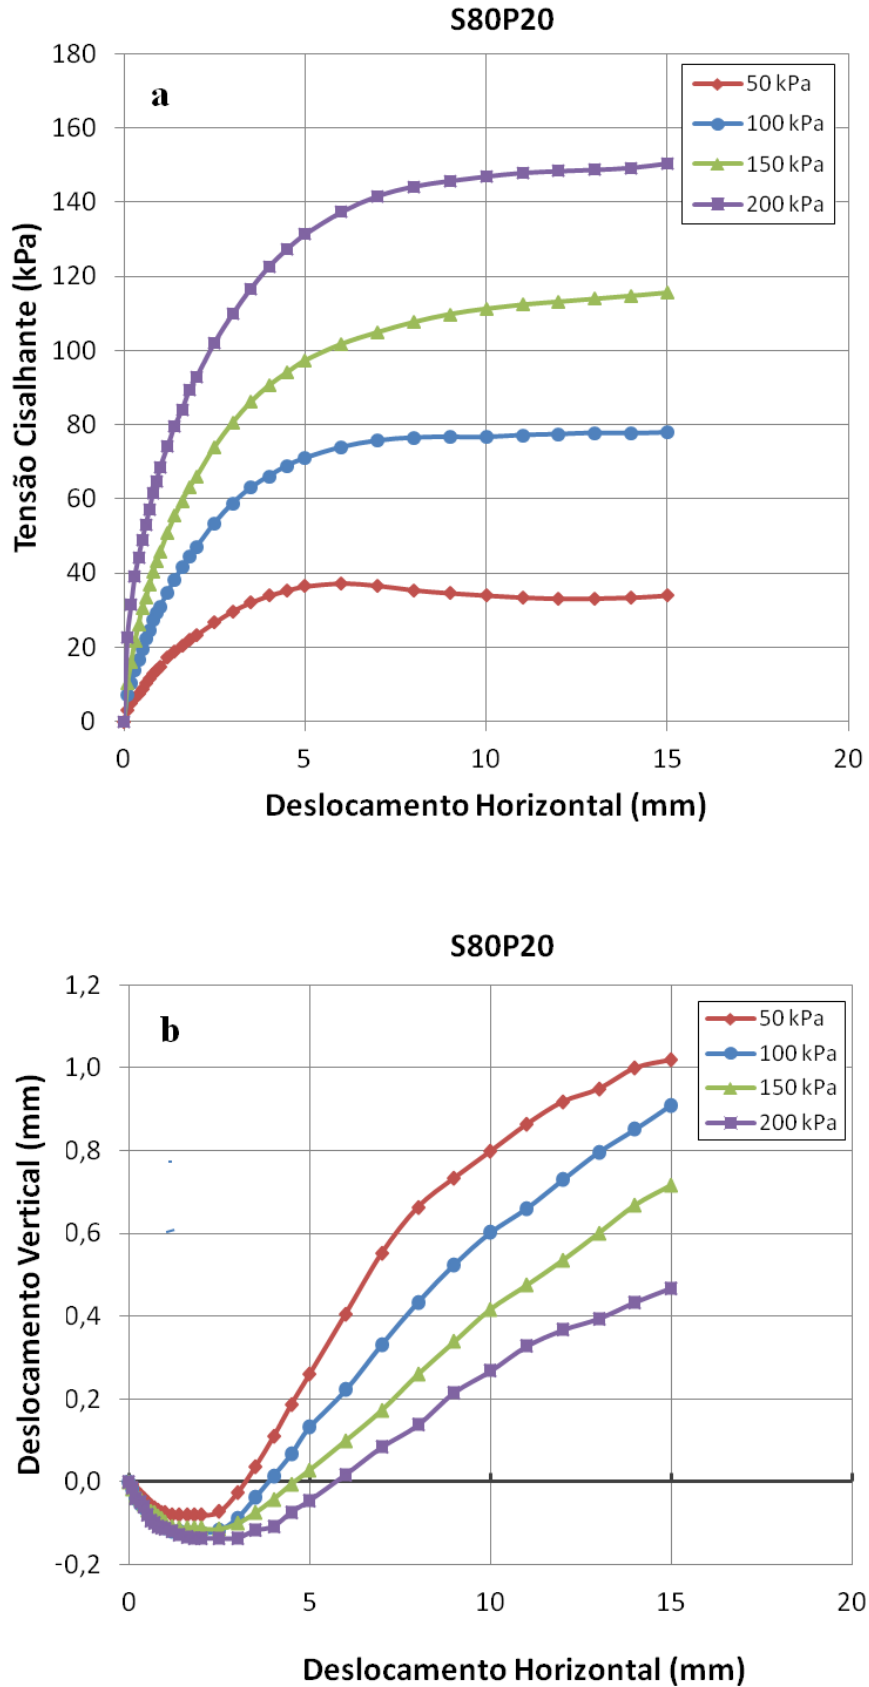 S80P20
180
160
140
120
100
80
60
40
20
0
a
50 kPa
100 kPa
150 kPa
200 kPa
Tensão Cisalhante (kPa)
0 5 10 15 20
Deslocamento Horizontal (mm)
S80P20
1,2
1,0
0,8
0,6
0,4
0,2
0,0
-0,2
b
50 kPa
100 kPa
150 kPa
200 kPa
Deslocamento Vertical (mm)
0 5 10 15 20
Deslocamento Horizontal (mm)